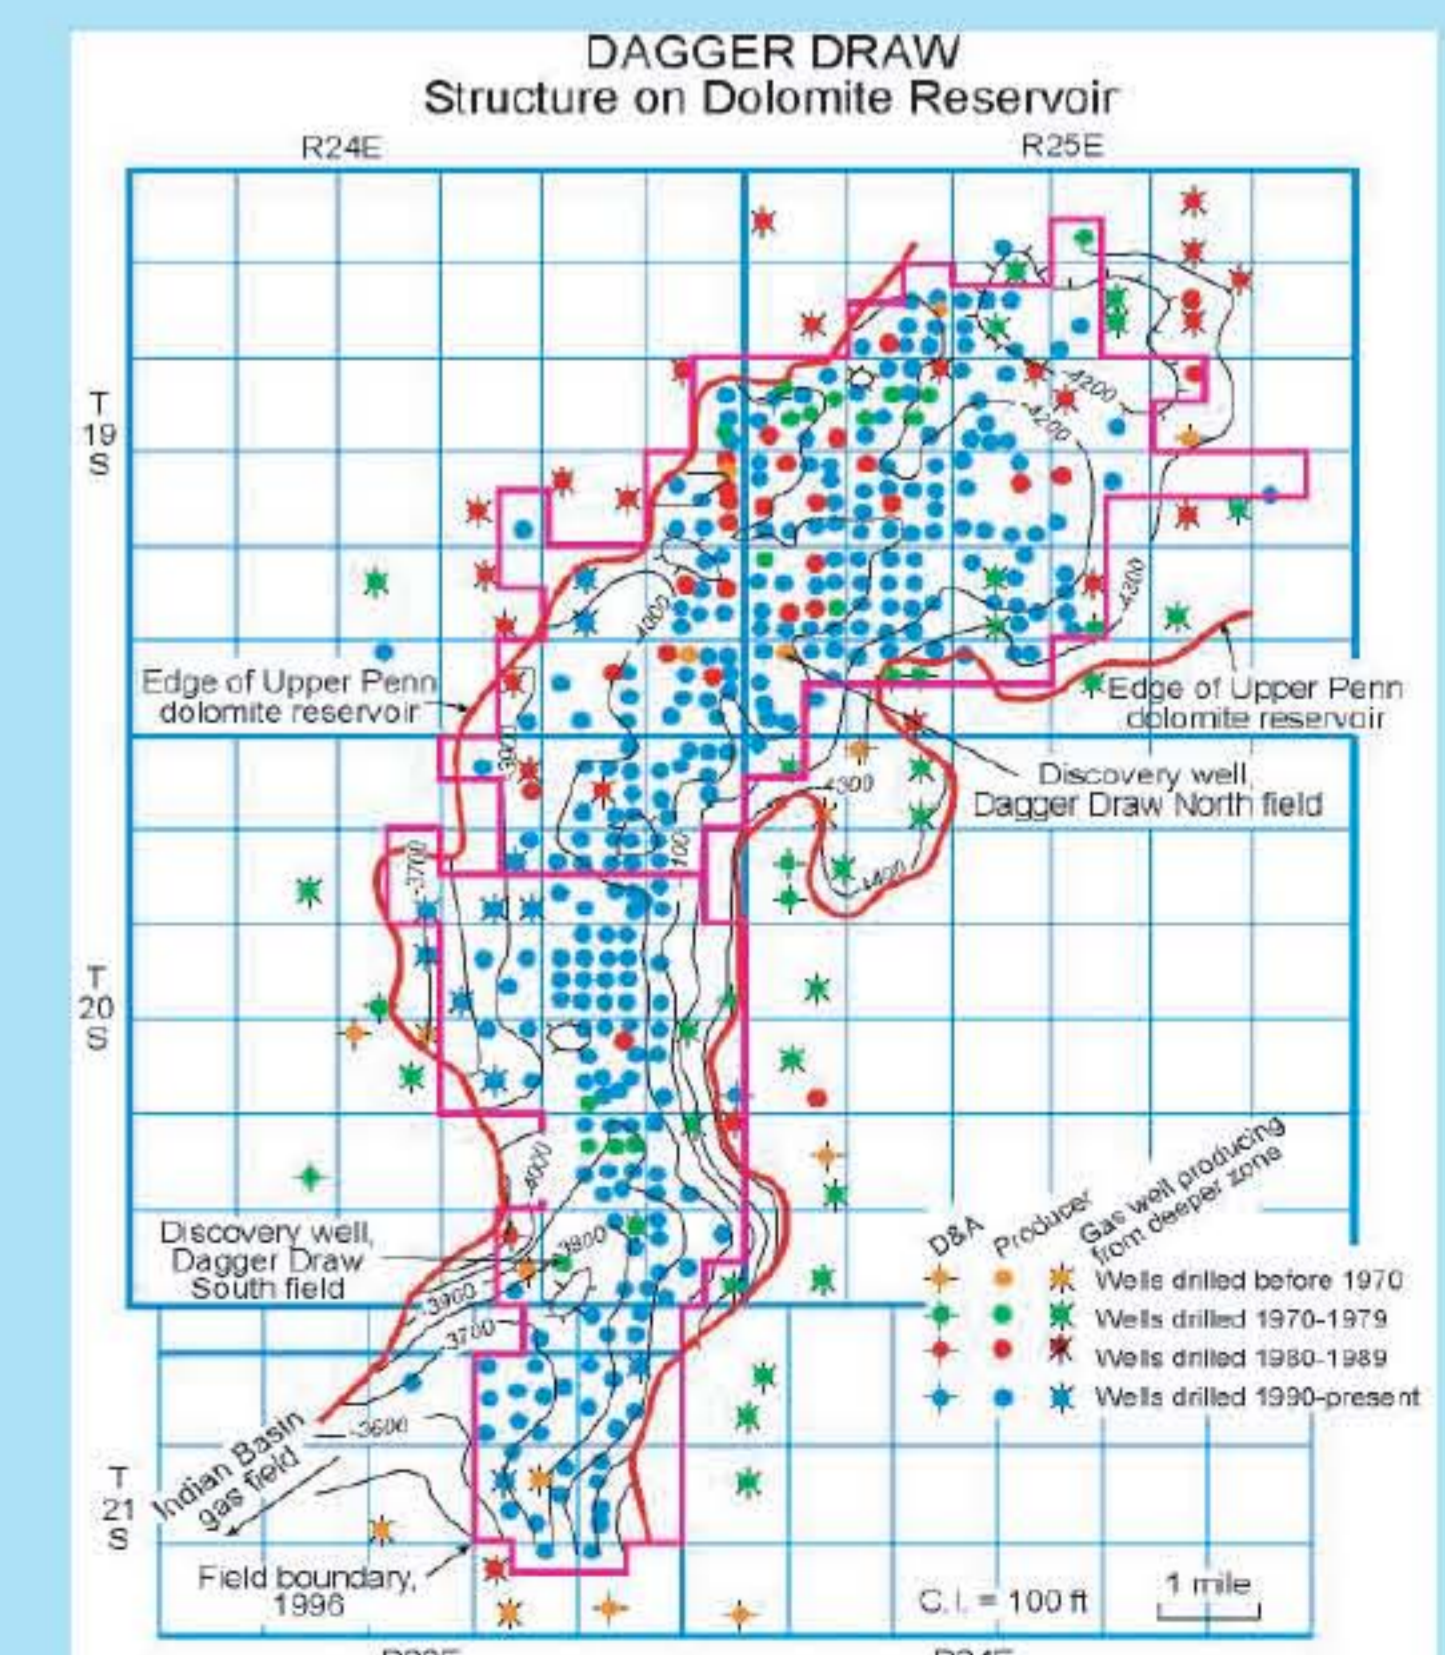 DAGGER DRAW
Structure on Dolomite Reservoir
R24E
R25E
T
19
S
-4200
-4200
-4300
-4000
Edge of Upper Penn
dolomite reservoir
Edge of Upper Penn
dolomite reservoir
Discovery well,
Dagger Draw North field
-4300
-4400
-3700
T
20
S
-4000
Discovery well,
Dagger Draw
South field
-3800
-3900
-3700
-3600
D&A
Producer
Gas well producing
from deeper zone
Wells drilled before 1970
Wells drilled 1970-1979
Wells drilled 1980-1989
Wells drilled 1990-present
Indian Basin
gas field
T
21
S
Field boundary,
1996
C.I. = 100 ft
1 mile